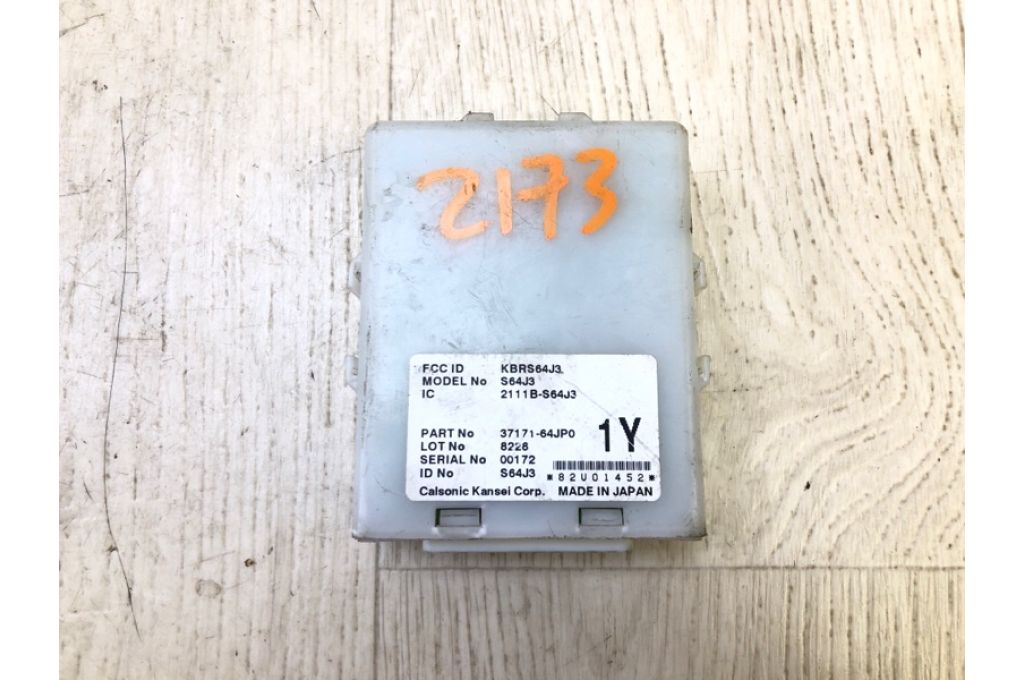 2173
FCC ID KBRS64J3
MODEL No S64J3
IC 2111B-S64J3
PART No 37171-64JP0 1Y
LOT No 8228
SERIAL No 00172
ID No S64J3 *82U01452*
Calsonic Kansei Corp. MADE IN JAPAN